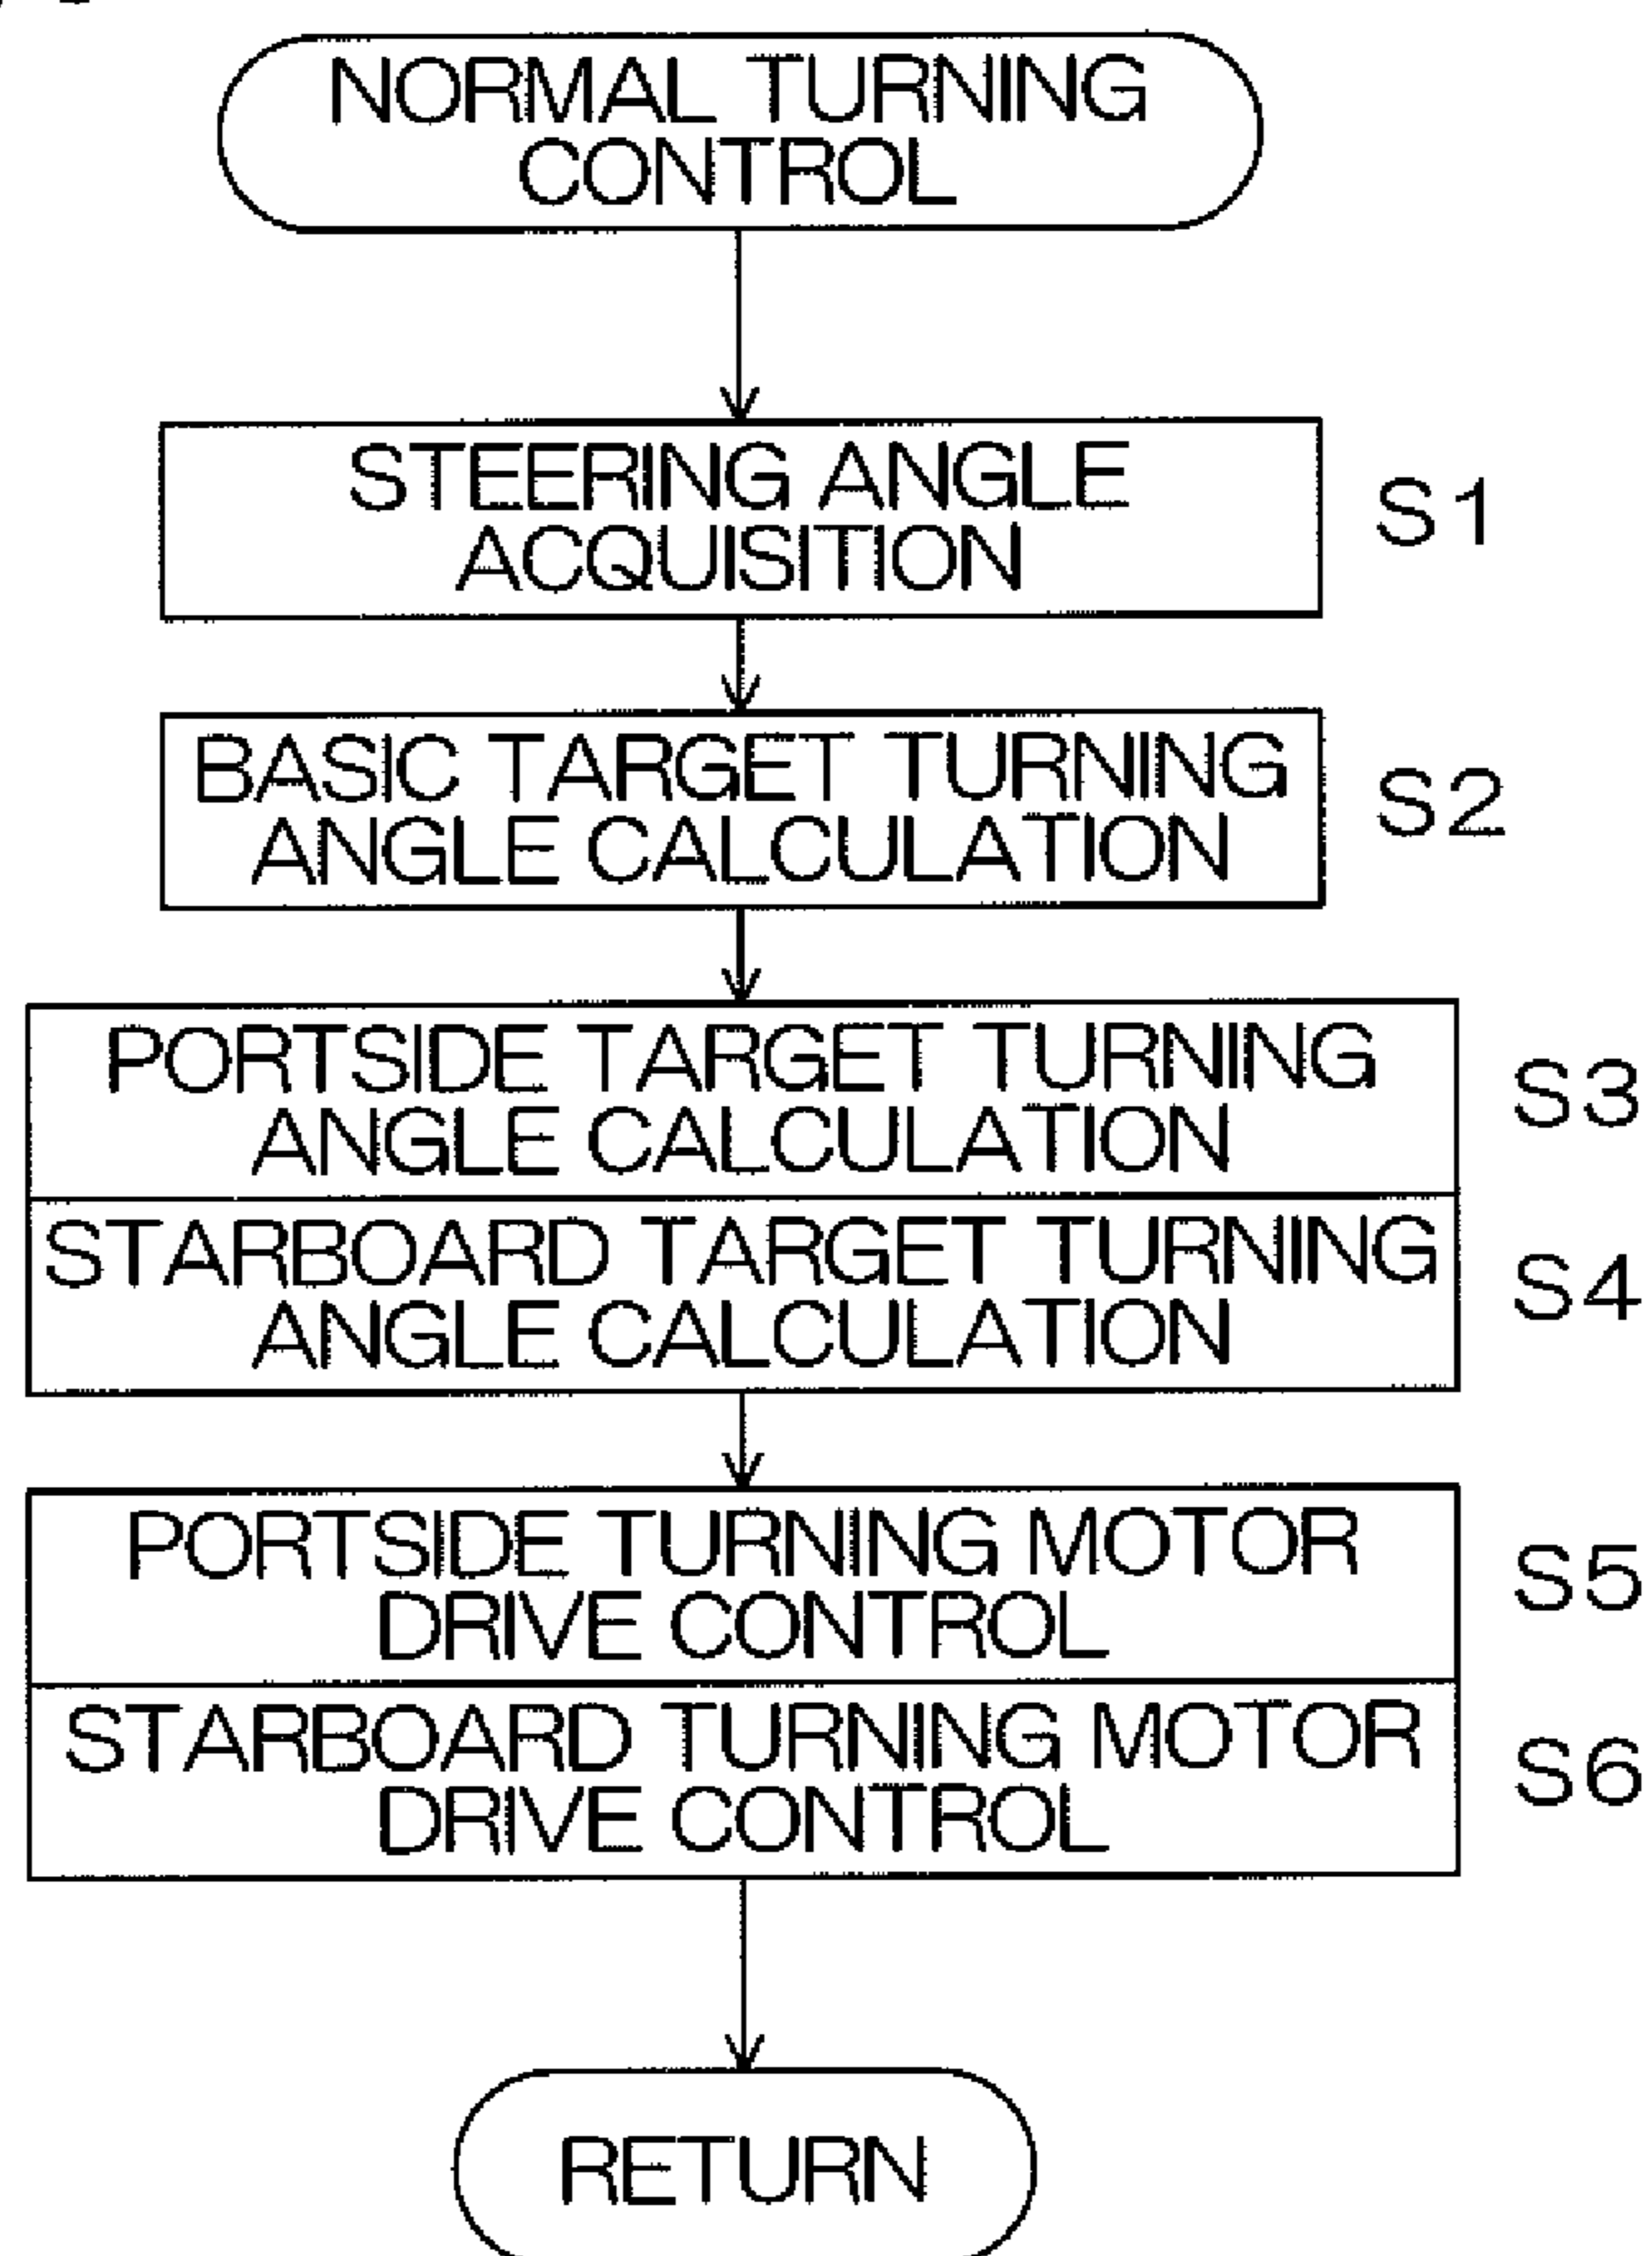 NORMAL TURNING
CONTROL
STEERING ANGLE
ACQUISITION
S1
BASIC TARGET TURNING
ANGLE CALCULATION
S2
PORTSIDE TARGET TURNING
ANGLE CALCULATION
S3
STARBOARD TARGET TURNING
ANGLE CALCULATION
S4
PORTSIDE TURNING MOTOR
DRIVE CONTROL
S5
STARBOARD TURNING MOTOR
DRIVE CONTROL
S6
RETURN